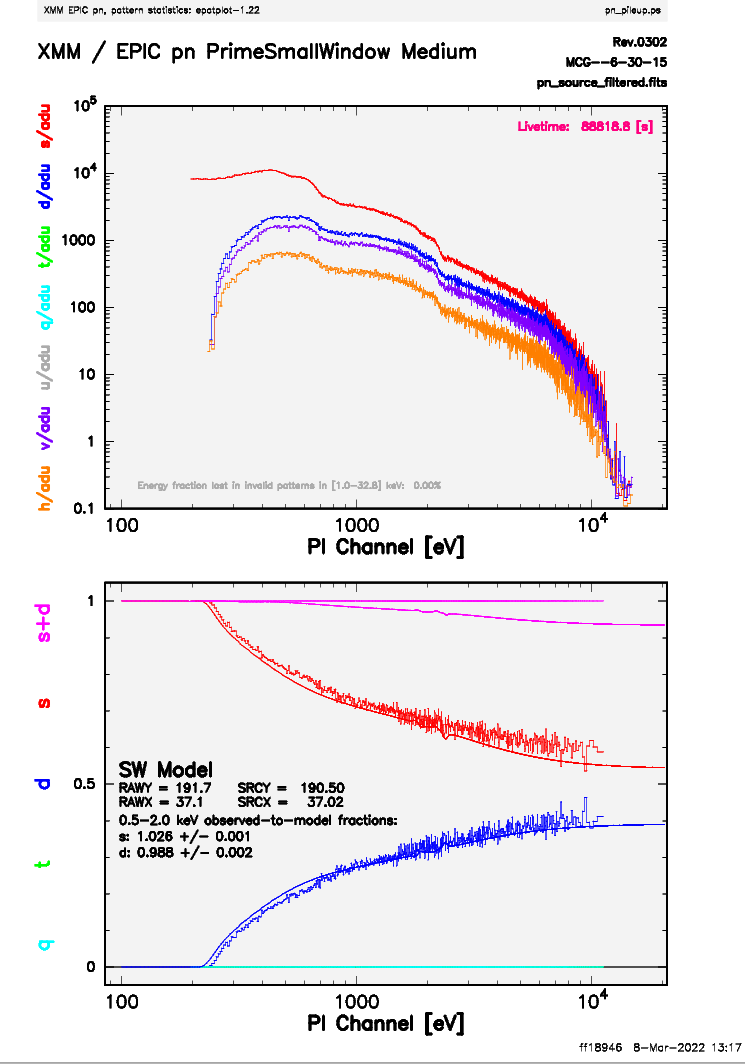 XMM EPIC pn, pattern statistics: epatplot-1.22 pn_pileup.ps
XMM / EPIC pn PrimeSmallWindow Medium
Rev.0302
MCG--6-30-15
pn_source_filtered.fits
h/adu v/adu u/adu q/adu t/adu d/adu s/adu
Livetime: 88818.8 [s]
10⁵
10⁴
1000
100
10
1
0.1
Energy fraction lost in invalid patterns in [1.0-32.8] keV: 0.00%
100 1000 10⁴
PI Channel [eV]
q t d s s+d
1
0.5
0
SW Model
RAWY = 191.7 SRCY = 190.50
RAWX = 37.1 SRCX = 37.02
0.5-2.0 keV observed-to-model fractions:
s: 1.026 +/- 0.001
d: 0.988 +/- 0.002
100 1000 10⁴
PI Channel [eV]
ff18946 8-Mar-2022 13:17